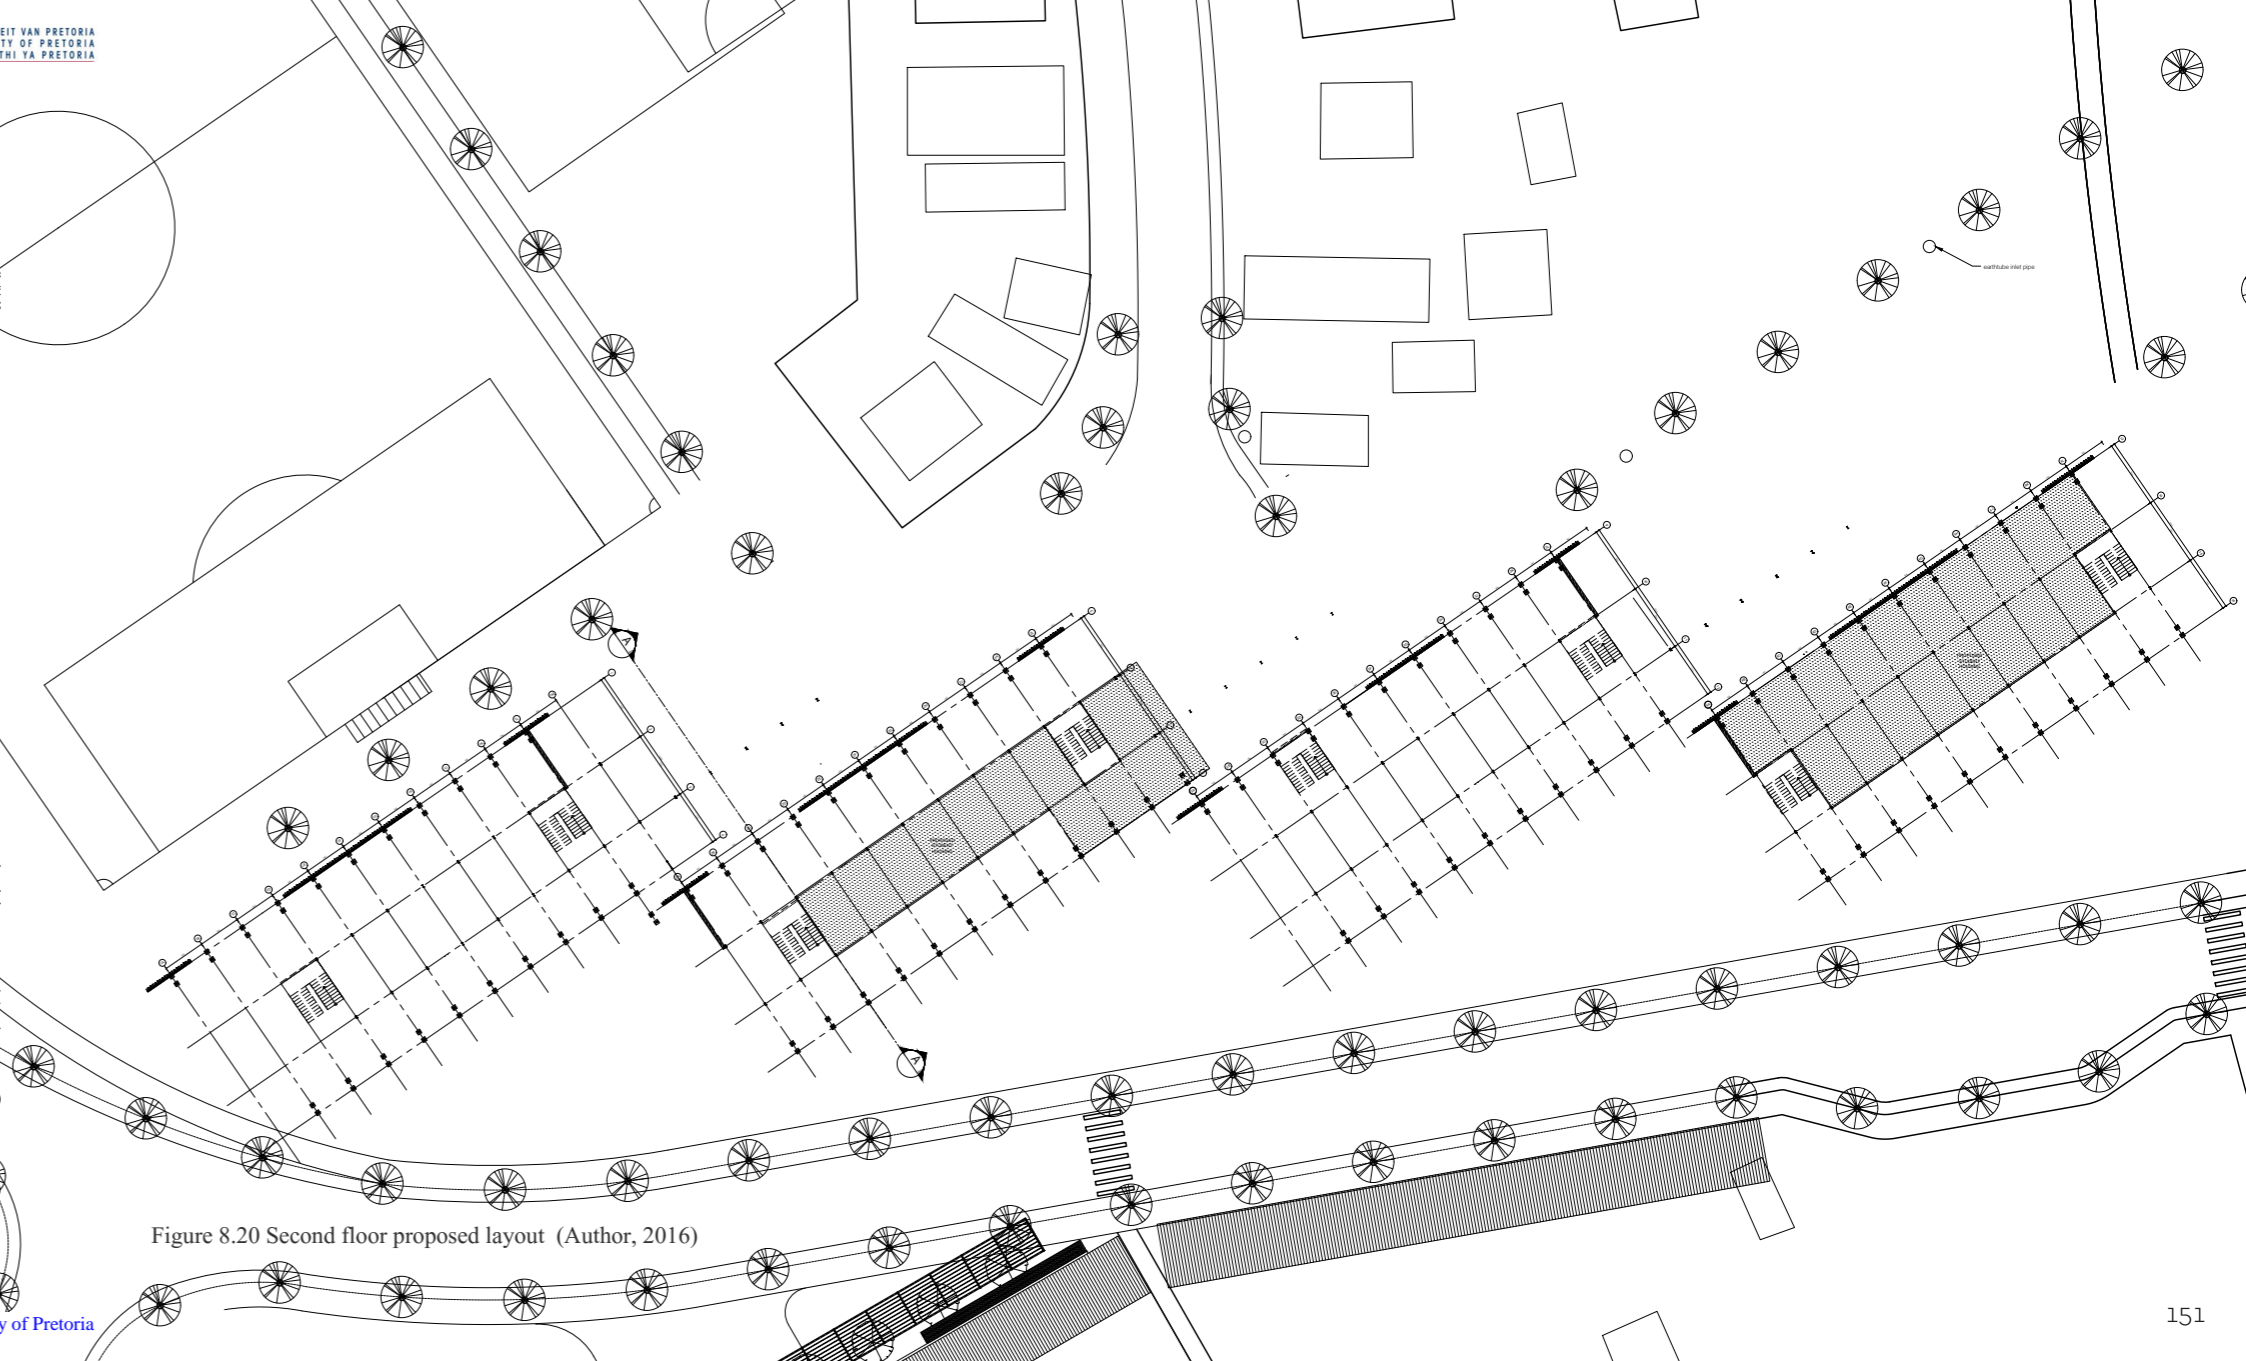 EIT VAN PRETORIA
TY OF PRETORIA
THI YA PRETORIA
earthtube inlet pipe
A
A
Figure 8.20 Second floor proposed layout (Author, 2016)
y of Pretoria
151